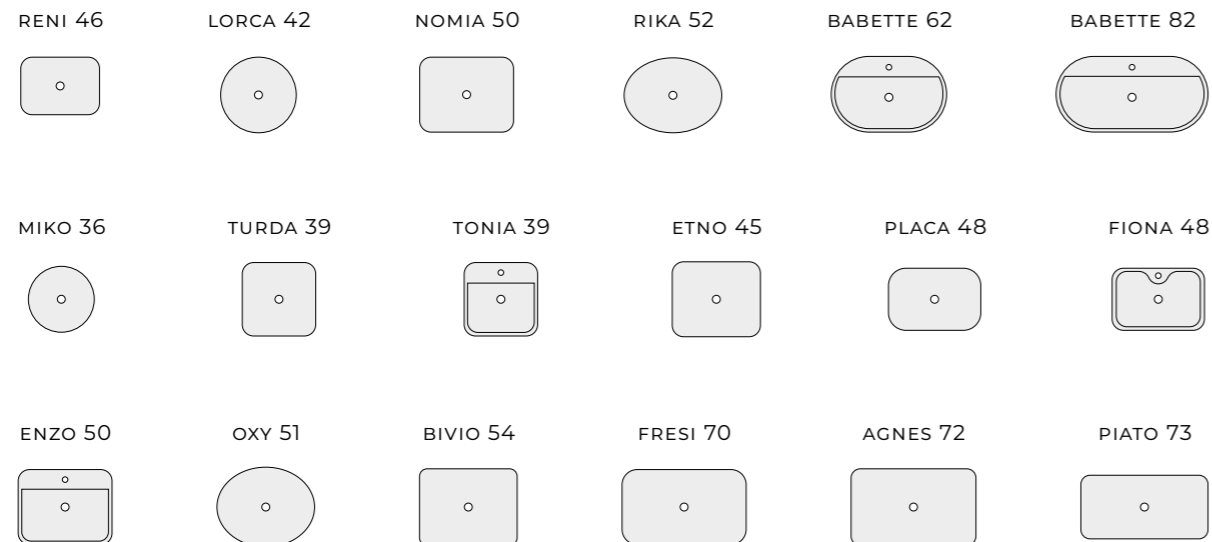 RENI 46 LORCA 42 NOMIA 50 RIKA 52 BABETTE 62 BABETTE 82
MIKO 36 TURDA 39 TONIA 39 ETNO 45 PLACA 48 FIONA 48
ENZO 50 OXY 51 BIVIO 54 FRESI 70 AGNES 72 PIATO 73